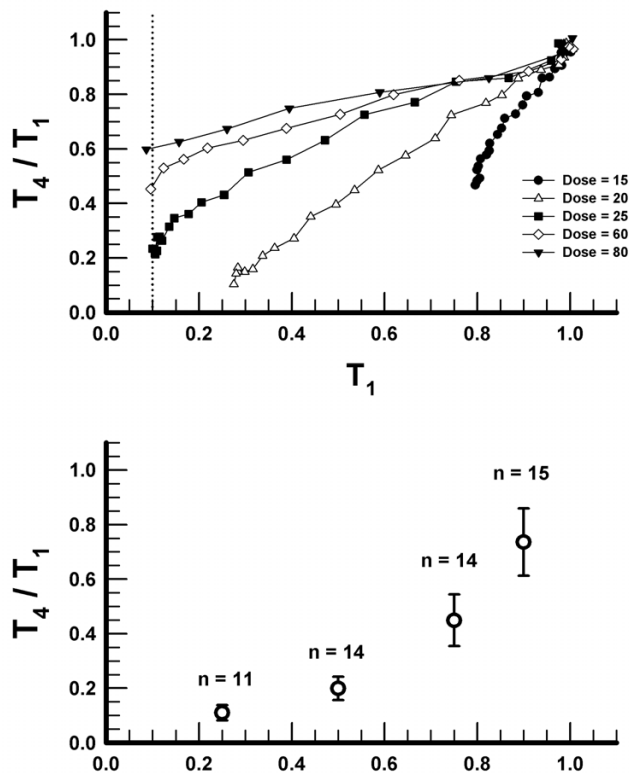 T4 / T1
1.0
0.8
0.6
0.4
0.2
0.0
Dose = 15
Dose = 20
Dose = 25
Dose = 60
Dose = 80
0.0 0.2 0.4 0.6 0.8 1.0
T1
T4 / T1
1.0
0.8
0.6
0.4
0.2
0.0
n = 15
n = 14
n = 14
n = 11
0.0 0.2 0.4 0.6 0.8 1.0